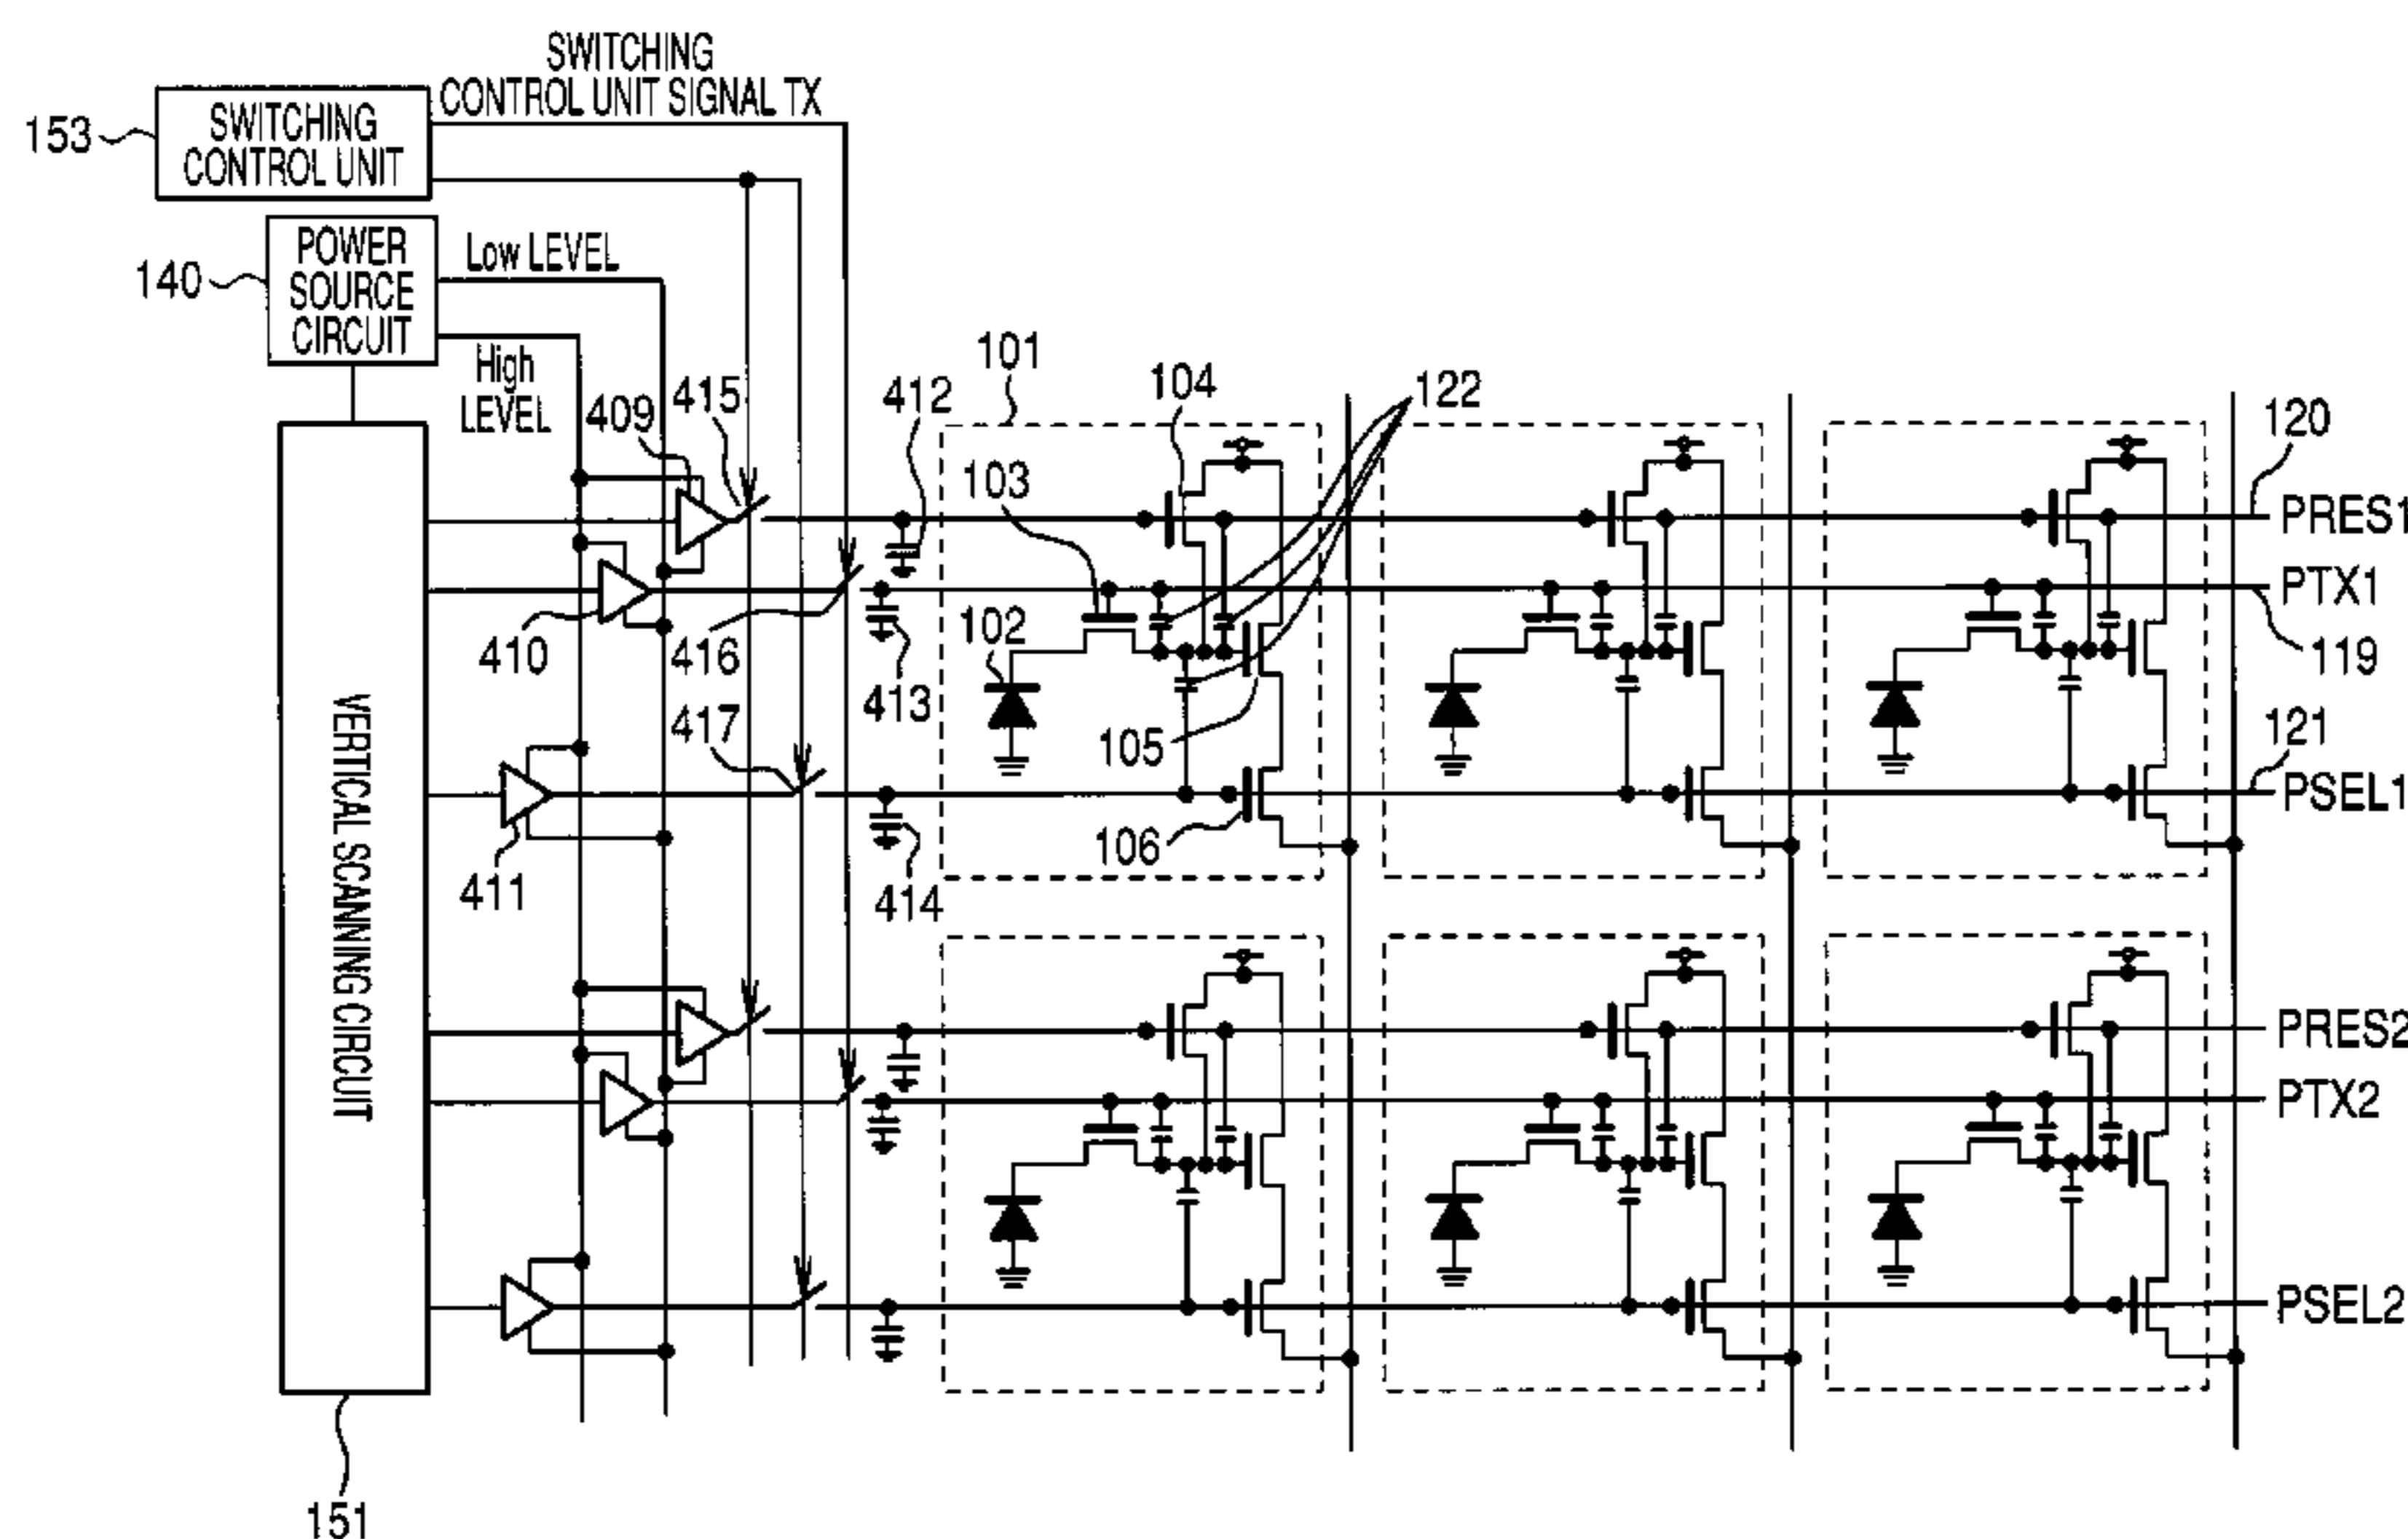 SWITCHING
CONTROL UNIT SIGNAL TX
153
SWITCHING
CONTROL UNIT
140
POWER
SOURCE
CIRCUIT
Low LEVEL
High
LEVEL
409
415
412
101
104
122
103
120
PRES1
PTX1
119
102
410
416
413
417
105
121
PSEL1
411
106
414
VERTICAL SCANNING CIRCUIT
PRES2
PTX2
PSEL2
151